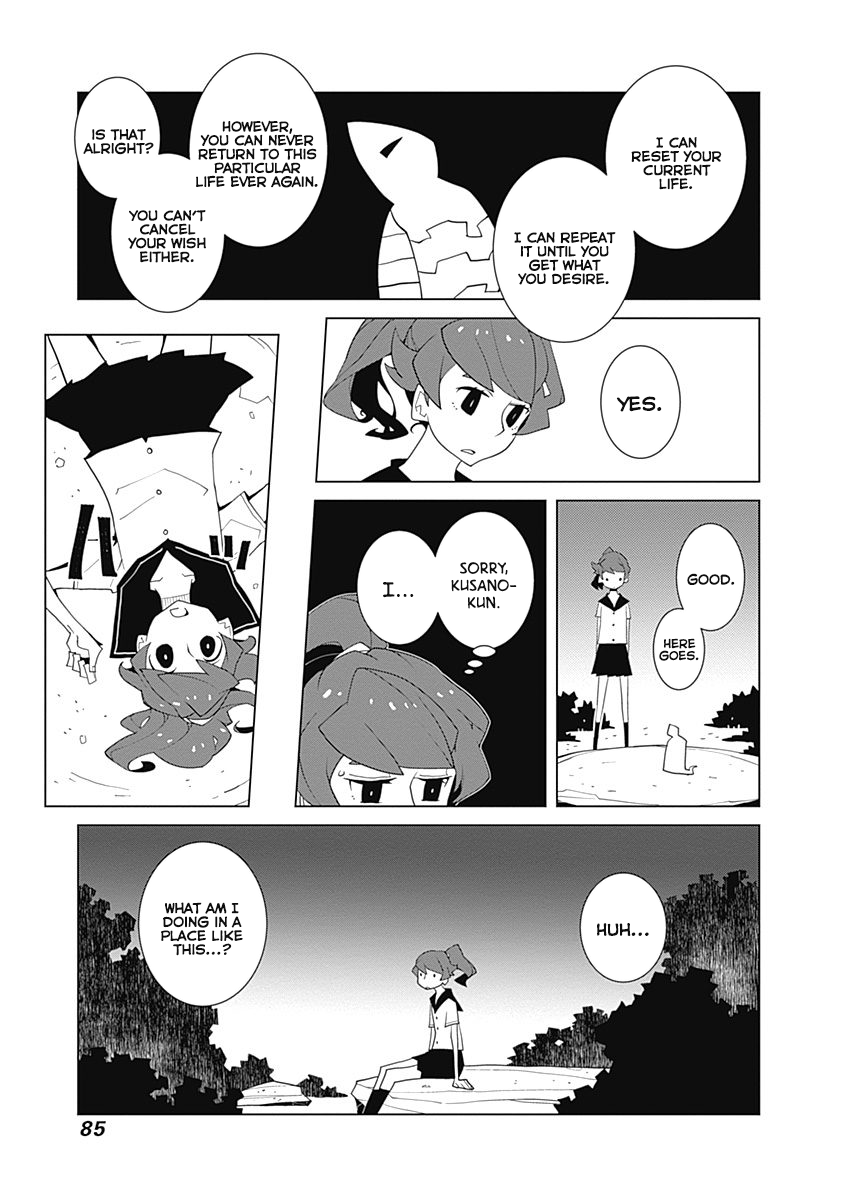 I CAN
RESET YOUR
CURRENT
LIFE.
I CAN REPEAT
IT UNTIL YOU
GET WHAT
YOU DESIRE.
HOWEVER,
YOU CAN NEVER
RETURN TO THIS
PARTICULAR
LIFE EVER AGAIN.
YOU CAN'T
CANCEL
YOUR WISH
EITHER.
IS THAT
ALRIGHT?
YES.
GOOD.
HERE
GOES.
SORRY,
KUSANO-
KUN.
I...
バッ
HUH...
WHAT AM I
DOING IN A
PLACE LIKE
THIS...?
85